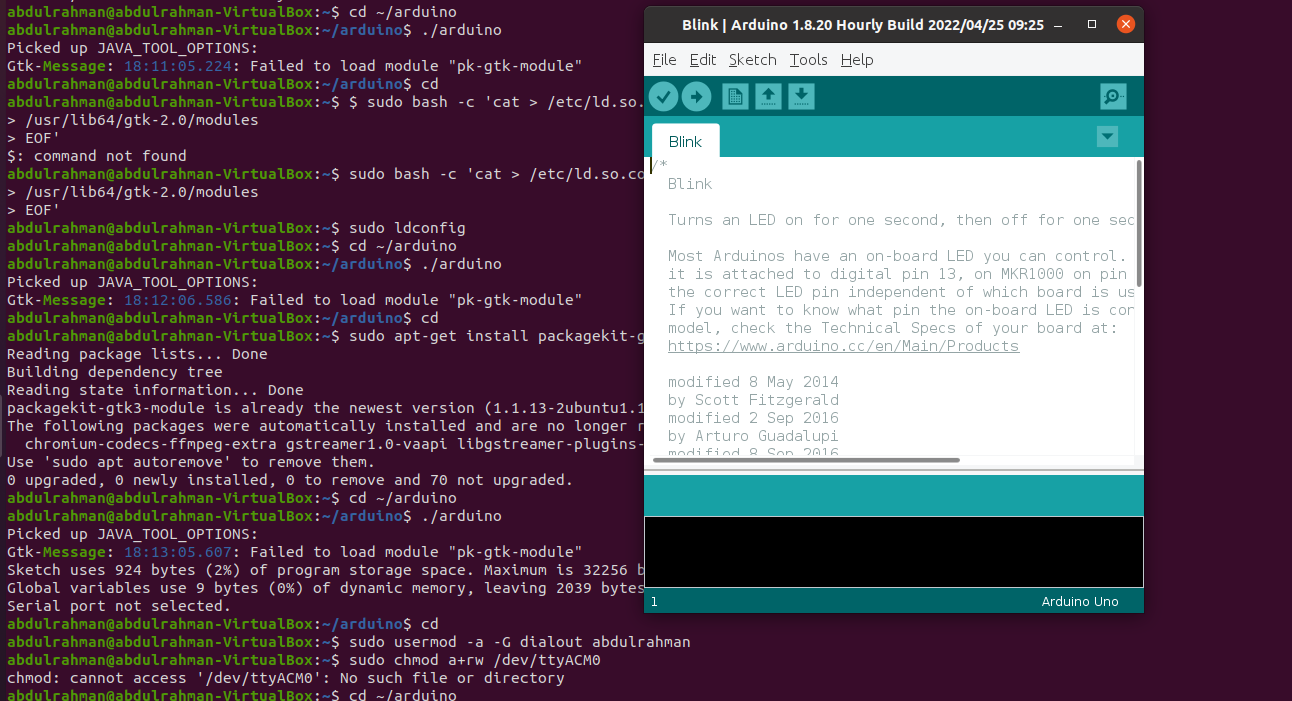 abdulrahman@abdulrahman-VirtualBox:~$ cd ~/arduino
abdulrahman@abdulrahman-VirtualBox:~/arduino$ ./arduino
Picked up JAVA_TOOL_OPTIONS:
Gtk-Message: 18:11:05.224: Failed to load module "pk-gtk-module"
abdulrahman@abdulrahman-VirtualBox:~/arduino$ cd
abdulrahman@abdulrahman-VirtualBox:~$ $ sudo bash -c 'cat > /etc/ld.so.
> /usr/lib64/gtk-2.0/modules
> EOF'
$: command not found
abdulrahman@abdulrahman-VirtualBox:~$ sudo bash -c 'cat > /etc/ld.so.co
> /usr/lib64/gtk-2.0/modules
> EOF'
abdulrahman@abdulrahman-VirtualBox:~$ sudo ldconfig
abdulrahman@abdulrahman-VirtualBox:~$ cd ~/arduino
abdulrahman@abdulrahman-VirtualBox:~/arduino$ ./arduino
Picked up JAVA_TOOL_OPTIONS:
Gtk-Message: 18:12:06.586: Failed to load module "pk-gtk-module"
abdulrahman@abdulrahman-VirtualBox:~/arduino$ cd
abdulrahman@abdulrahman-VirtualBox:~$ sudo apt-get install packagekit-g
Reading package lists... Done
Building dependency tree
Reading state information... Done
packagekit-gtk3-module is already the newest version (1.1.13-2ubuntu1.1
The following packages were automatically installed and are no longer r
  chromium-codecs-ffmpeg-extra gstreamer1.0-vaapi libgstreamer-plugins-
Use 'sudo apt autoremove' to remove them.
0 upgraded, 0 newly installed, 0 to remove and 70 not upgraded.
abdulrahman@abdulrahman-VirtualBox:~$ cd ~/arduino
abdulrahman@abdulrahman-VirtualBox:~/arduino$ ./arduino
Picked up JAVA_TOOL_OPTIONS:
Gtk-Message: 18:13:05.607: Failed to load module "pk-gtk-module"
Sketch uses 924 bytes (2%) of program storage space. Maximum is 32256 b
Global variables use 9 bytes (0%) of dynamic memory, leaving 2039 bytes
Serial port not selected.
abdulrahman@abdulrahman-VirtualBox:~/arduino$ cd
abdulrahman@abdulrahman-VirtualBox:~$ sudo usermod -a -G dialout abdulrahman
abdulrahman@abdulrahman-VirtualBox:~$ sudo chmod a+rw /dev/ttyACM0
chmod: cannot access '/dev/ttyACM0': No such file or directory
abdulrahman@abdulrahman-VirtualBox:~$ cd ~/arduino
Blink | Arduino 1.8.20 Hourly Build 2022/04/25 09:25
File Edit Sketch Tools Help
Blink
/*
  Blink
  Turns an LED on for one second, then off for one sec
  Most Arduinos have an on-board LED you can control.
  it is attached to digital pin 13, on MKR1000 on pin
  the correct LED pin independent of which board is us
  If you want to know what pin the on-board LED is con
  model, check the Technical Specs of your board at:
  https://www.arduino.cc/en/Main/Products
  modified 8 May 2014
  by Scott Fitzgerald
  modified 2 Sep 2016
  by Arturo Guadalupi
  modified 8 Sep 2016
1 Arduino Uno